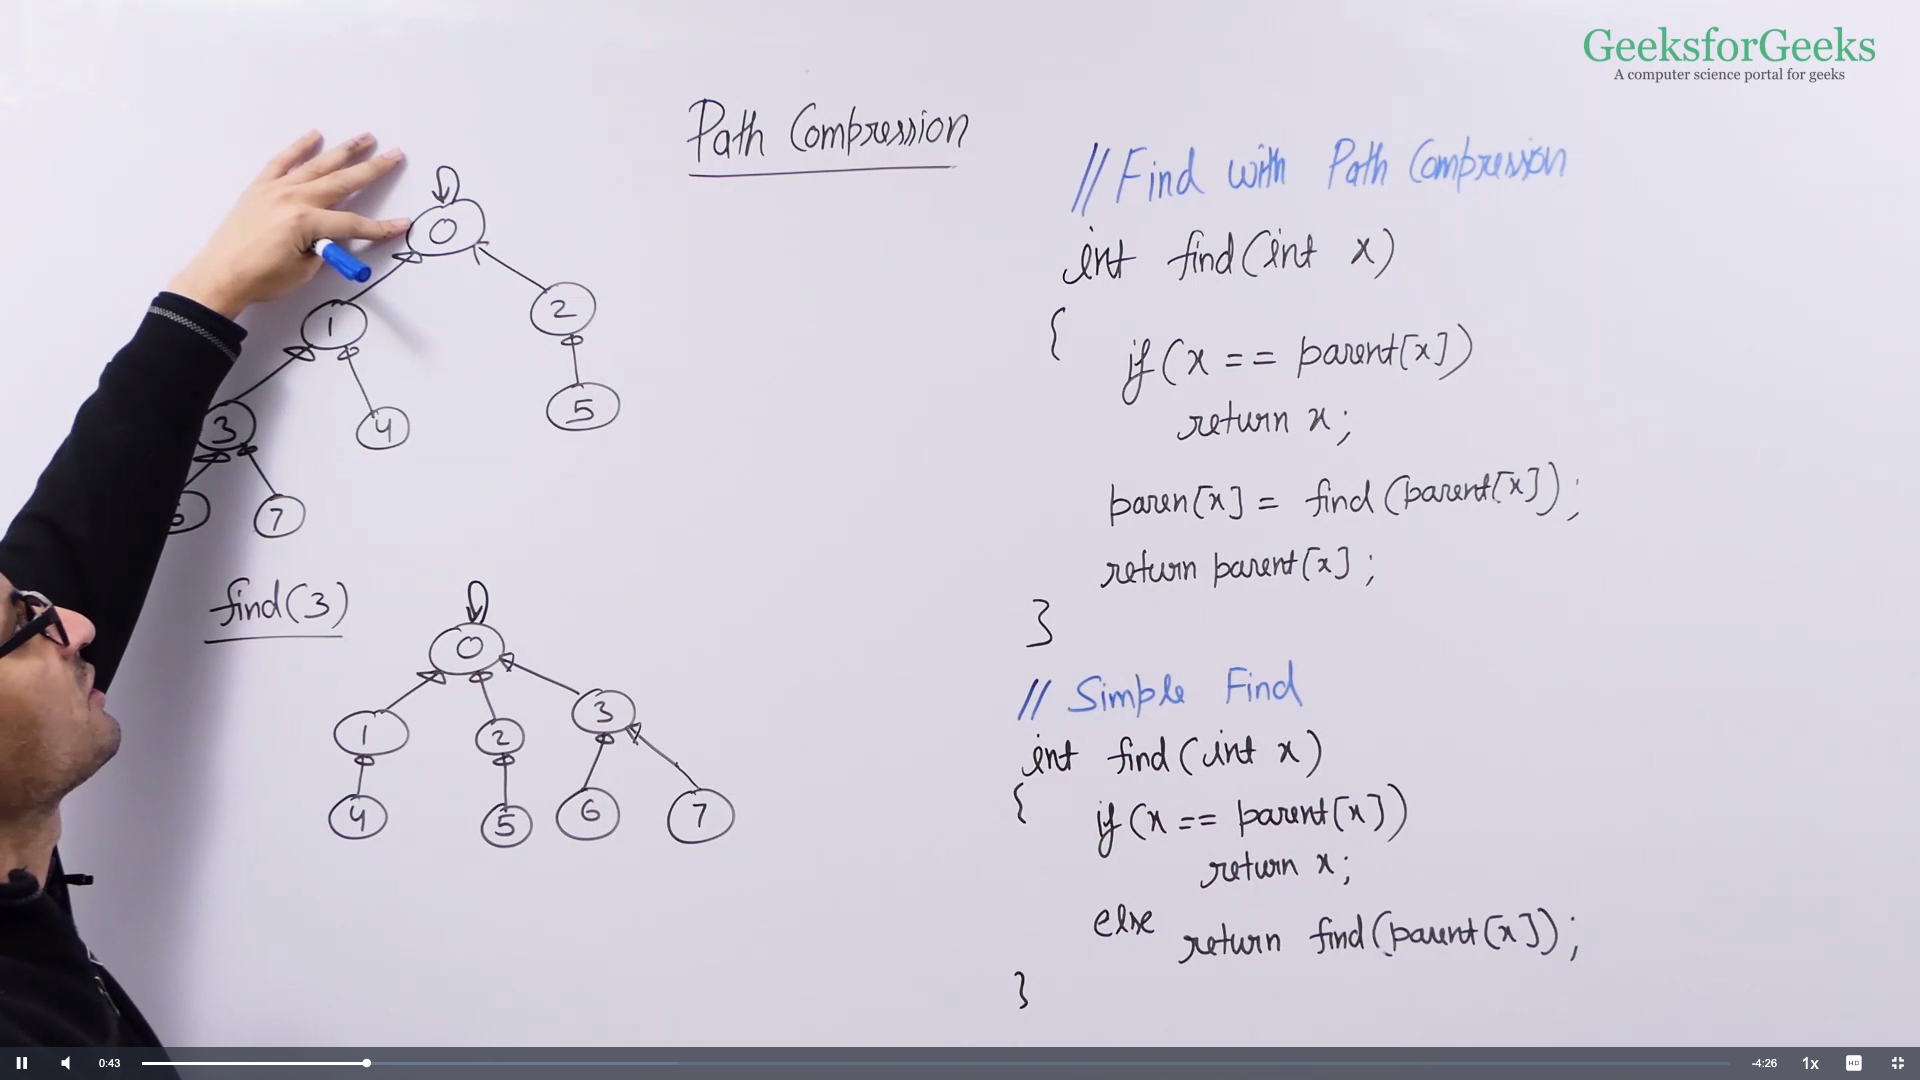 GeeksforGeeks
A computer science portal for geeks
Path Compression
0
1
2
3
4
5
7
find(3)
0
1
2
3
4
5
6
7
// Find with Path Compression
int find(int x)
{
if(x == parent[x])
return x;
paren[x] = find(parent[x]);
return parent[x];
}
// Simple Find
int find(int x)
{
if(x == parent[x])
return x;
else return find(parent[x]);
}
0:43
-4:26
1x
HD